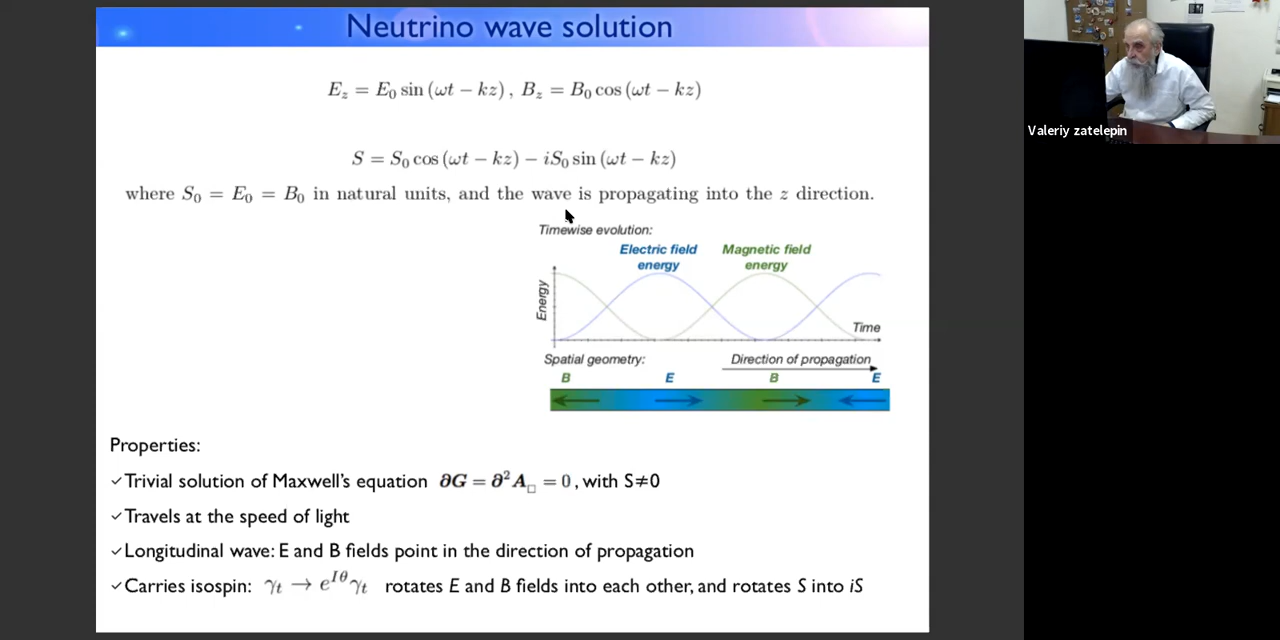 Neutrino wave solution
E_z = E_0 sin (ωt − kz) , B_z = B_0 cos (ωt − kz)
S = S_0 cos (ωt − kz) − iS_0 sin (ωt − kz)
where S_0 = E_0 = B_0 in natural units, and the wave is propagating into the z direction.
Timewise evolution:
Electric field energy
Magnetic field energy
Energy
Time
Spatial geometry:
Direction of propagation
B E B E
Properties:
✓Trivial solution of Maxwell's equation ∂G = ∂²A_□ = 0 , with S≠0
✓Travels at the speed of light
✓Longitudinal wave: E and B fields point in the direction of propagation
✓Carries isospin: γ_t → e^{Iθ} γ_t rotates E and B fields into each other, and rotates S into iS
Valeriy zatelepin